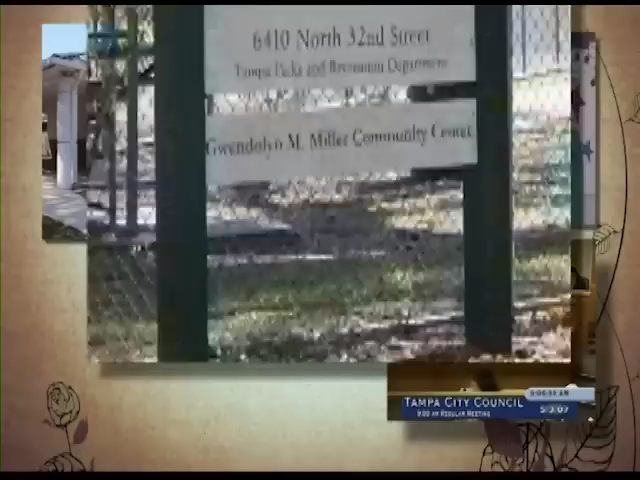 6410 North 32nd Street
Tampa Parks and Recreation Department
Gwendolyn M. Miller Community Center
TAMPA CITY COUNCIL
9:00 AM REGULAR MEETING
5-3-07